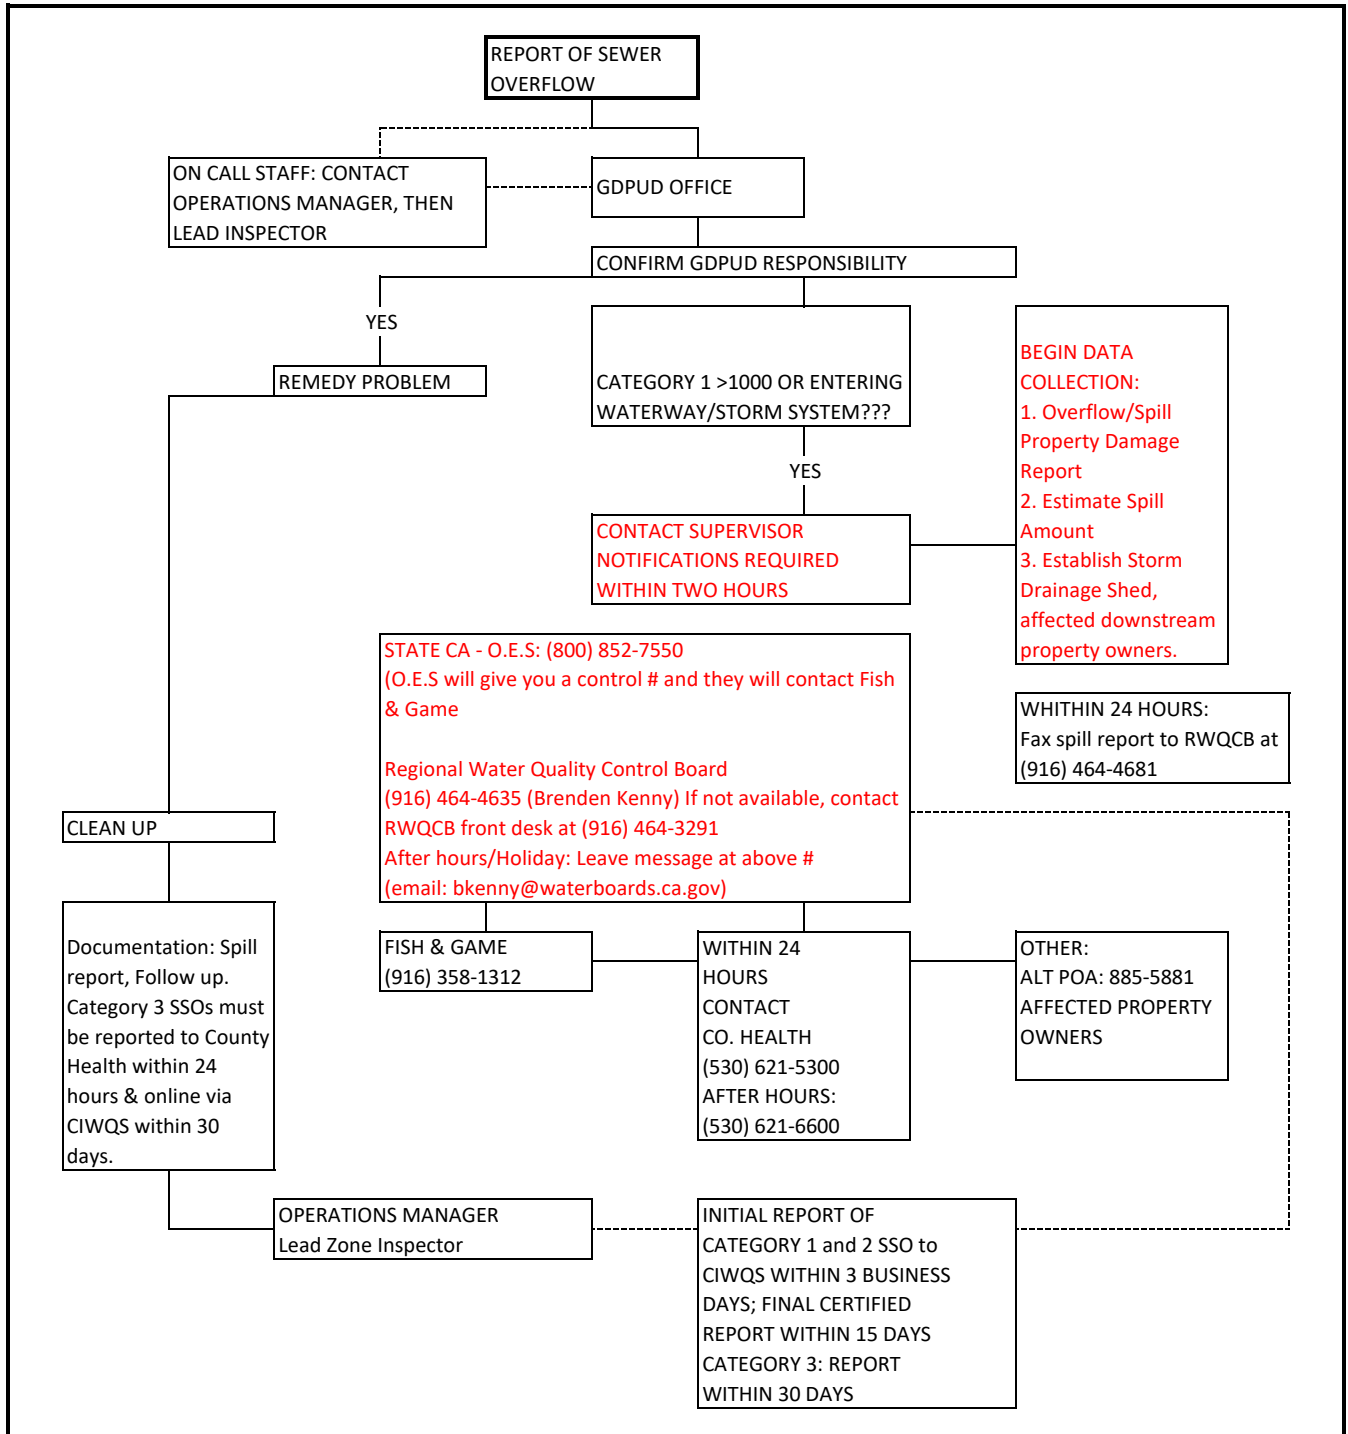 REPORT OF SEWER
OVERFLOW
ON CALL STAFF: CONTACT
OPERATIONS MANAGER, THEN
LEAD INSPECTOR
GDPUD OFFICE
CONFIRM GDPUD RESPONSIBILITY
YES
REMEDY PROBLEM
CATEGORY 1 >1000 OR ENTERING
WATERWAY/STORM SYSTEM???
YES
CONTACT SUPERVISOR
NOTIFICATIONS REQUIRED
WITHIN TWO HOURS
BEGIN DATA
COLLECTION:
1. Overflow/Spill
Property Damage
Report
2. Estimate Spill
Amount
3. Establish Storm
Drainage Shed,
affected downstream
property owners.
STATE CA - O.E.S: (800) 852-7550
(O.E.S will give you a control # and they will contact Fish
& Game
Regional Water Quality Control Board
(916) 464-4635 (Brenden Kenny) If not available, contact
RWQCB front desk at (916) 464-3291
After hours/Holiday: Leave message at above #
(email: bkenny@waterboards.ca.gov)
WHITHIN 24 HOURS:
Fax spill report to RWQCB at
(916) 464-4681
CLEAN UP
Documentation: Spill
report, Follow up.
Category 3 SSOs must
be reported to County
Health within 24
hours & online via
CIWQS within 30
days.
FISH & GAME
(916) 358-1312
WITHIN 24
HOURS
CONTACT
CO. HEALTH
(530) 621-5300
AFTER HOURS:
(530) 621-6600
OTHER:
ALT POA: 885-5881
AFFECTED PROPERTY
OWNERS
OPERATIONS MANAGER
Lead Zone Inspector
INITIAL REPORT OF
CATEGORY 1 and 2 SSO to
CIWQS WITHIN 3 BUSINESS
DAYS; FINAL CERTIFIED
REPORT WITHIN 15 DAYS
CATEGORY 3: REPORT
WITHIN 30 DAYS